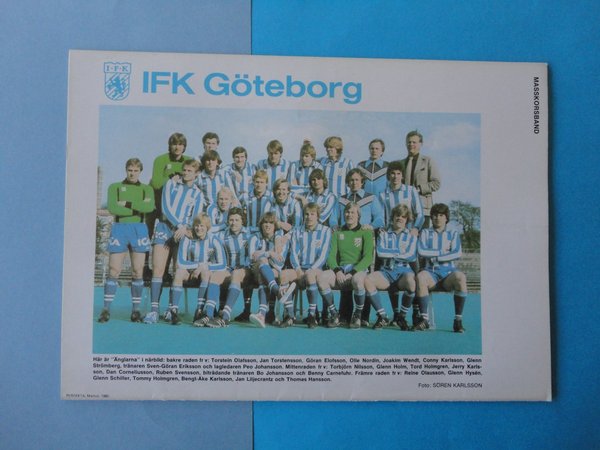 I-F-K
IFK Göteborg
MASSKORSBAND
Här är "Änglarna" i närbild: bakre raden fr v: Torstein Olafsson, Jan Torstensson, Göran Elofsson, Olle Nordin, Joakim Wendt, Conny Karlsson, Glenn
Strömberg, tränaren Sven-Göran Eriksson och lagledaren Peo Johansson. Mittenraden fr v: Torbjörn Nilsson, Glenn Holm, Tord Holmgren, Jerry Karls-
son, Dan Corneliusson, Ruben Svensson, biträdande tränaren Bo Johansson och Benny Carnefuhr. Främre raden fr v: Reine Olausson, Glenn Hysén,
Glenn Schiller, Tommy Holmgren, Bengt-Åke Karlsson, Jan Liljecrantz och Thomas Hansson.
Foto: SÖREN KARLSSON
ICA